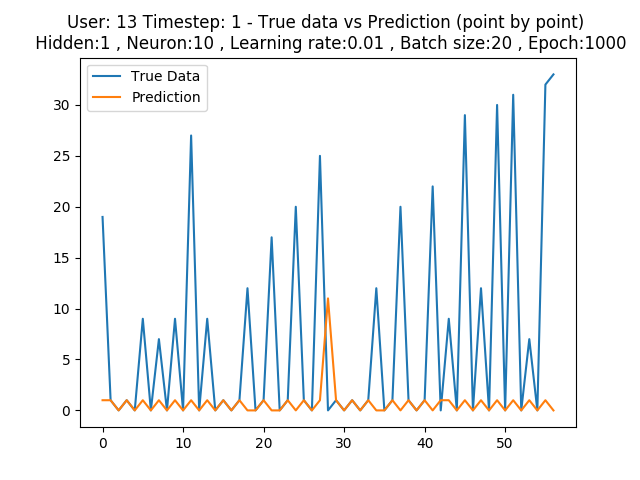 User: 13 Timestep: 1 - True data vs Prediction (point by point)
Hidden:1 , Neuron:10 , Learning rate:0.01 , Batch size:20 , Epoch:1000
True Data
Prediction
30
25
20
15
10
5
0
0 10 20 30 40 50